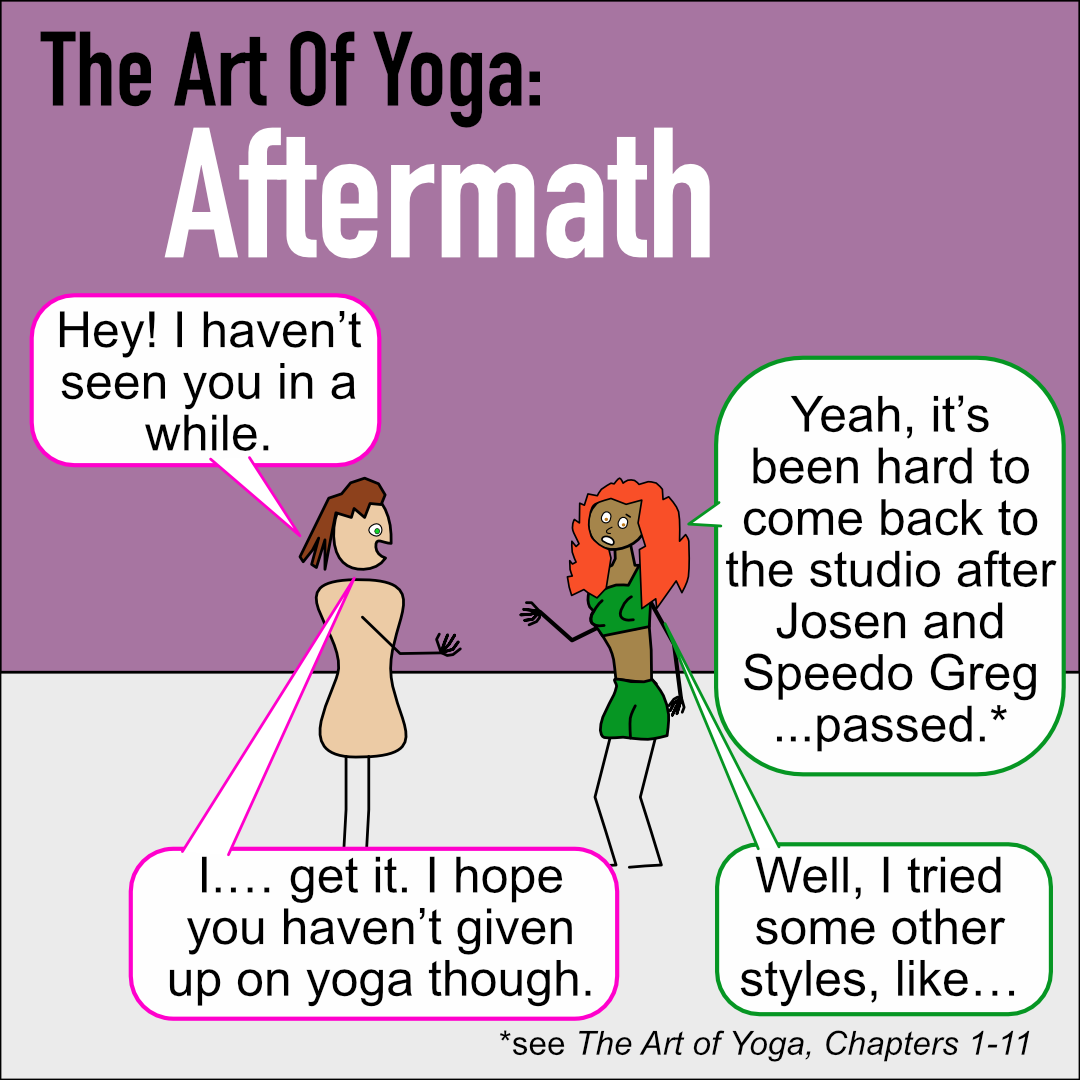 The Art Of Yoga:
Aftermath
Hey! I haven’t
seen you in a
while.
Yeah, it’s
been hard to
come back to
the studio after
Josen and
Speedo Greg
...passed.*
I.… get it. I hope
you haven’t given
up on yoga though.
Well, I tried
some other
styles, like…
*see The Art of Yoga, Chapters 1-11